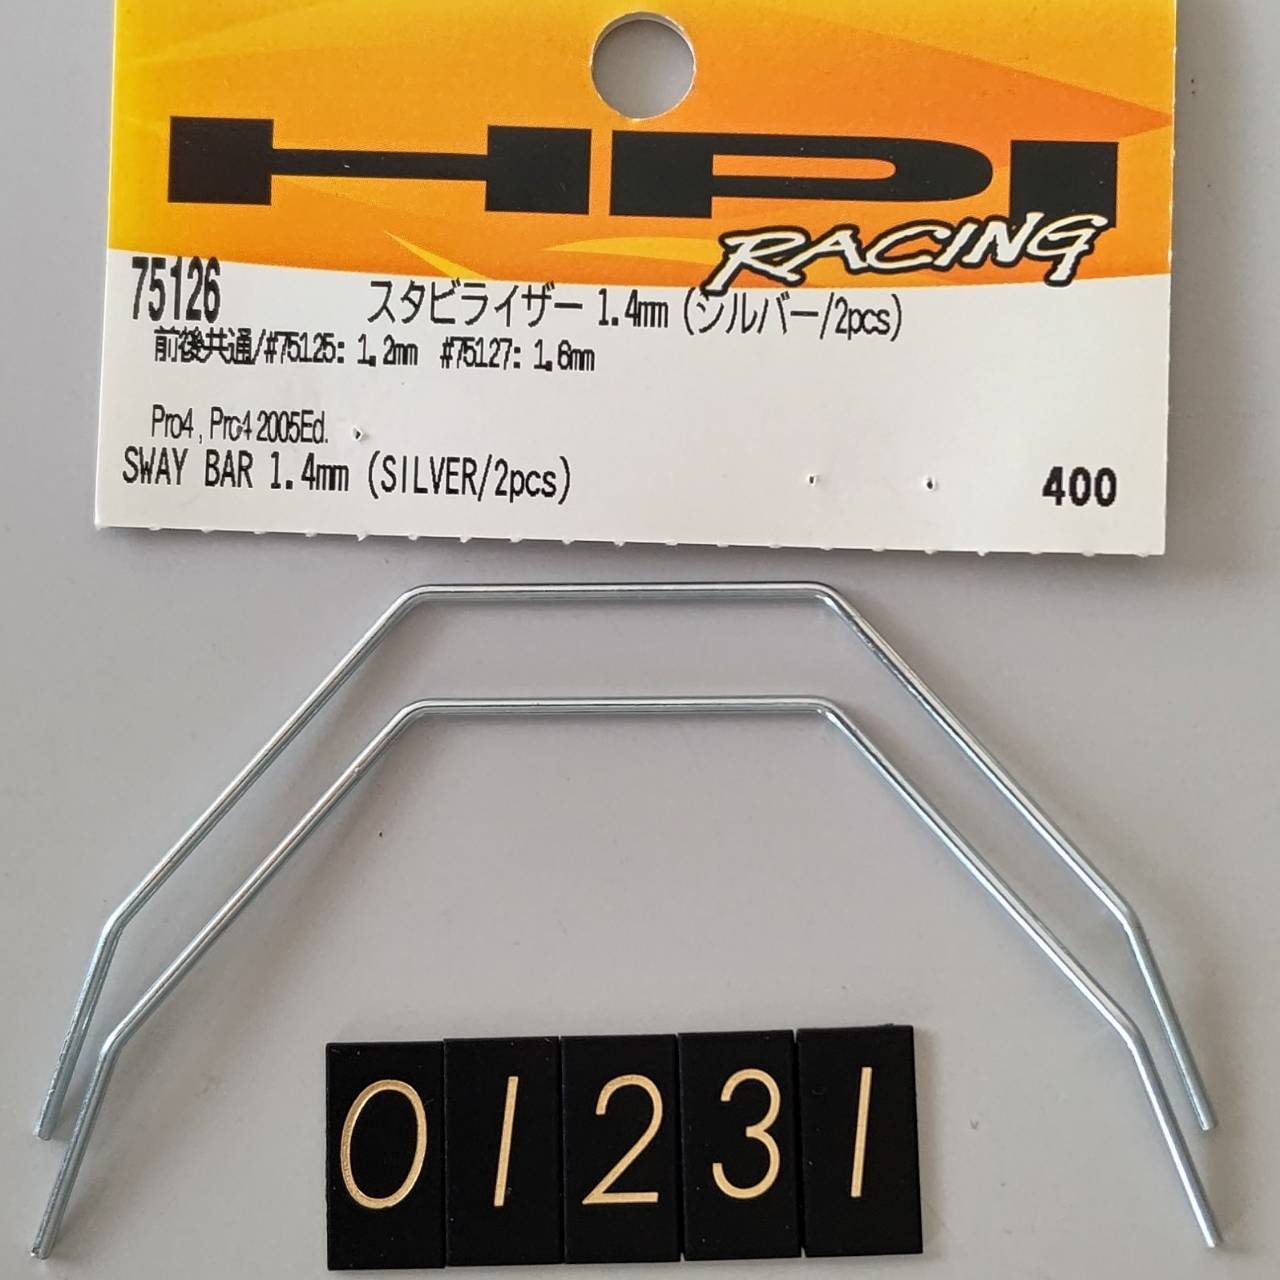 HPI
RACING
75126 スタビライザー 1.4mm (シルバー/2pcs)
前後共通/#75125: 1.2mm #75127: 1.6mm
Pro4, Pro4 2005Ed.
SWAY BAR 1.4mm (SILVER/2pcs)
400
01231